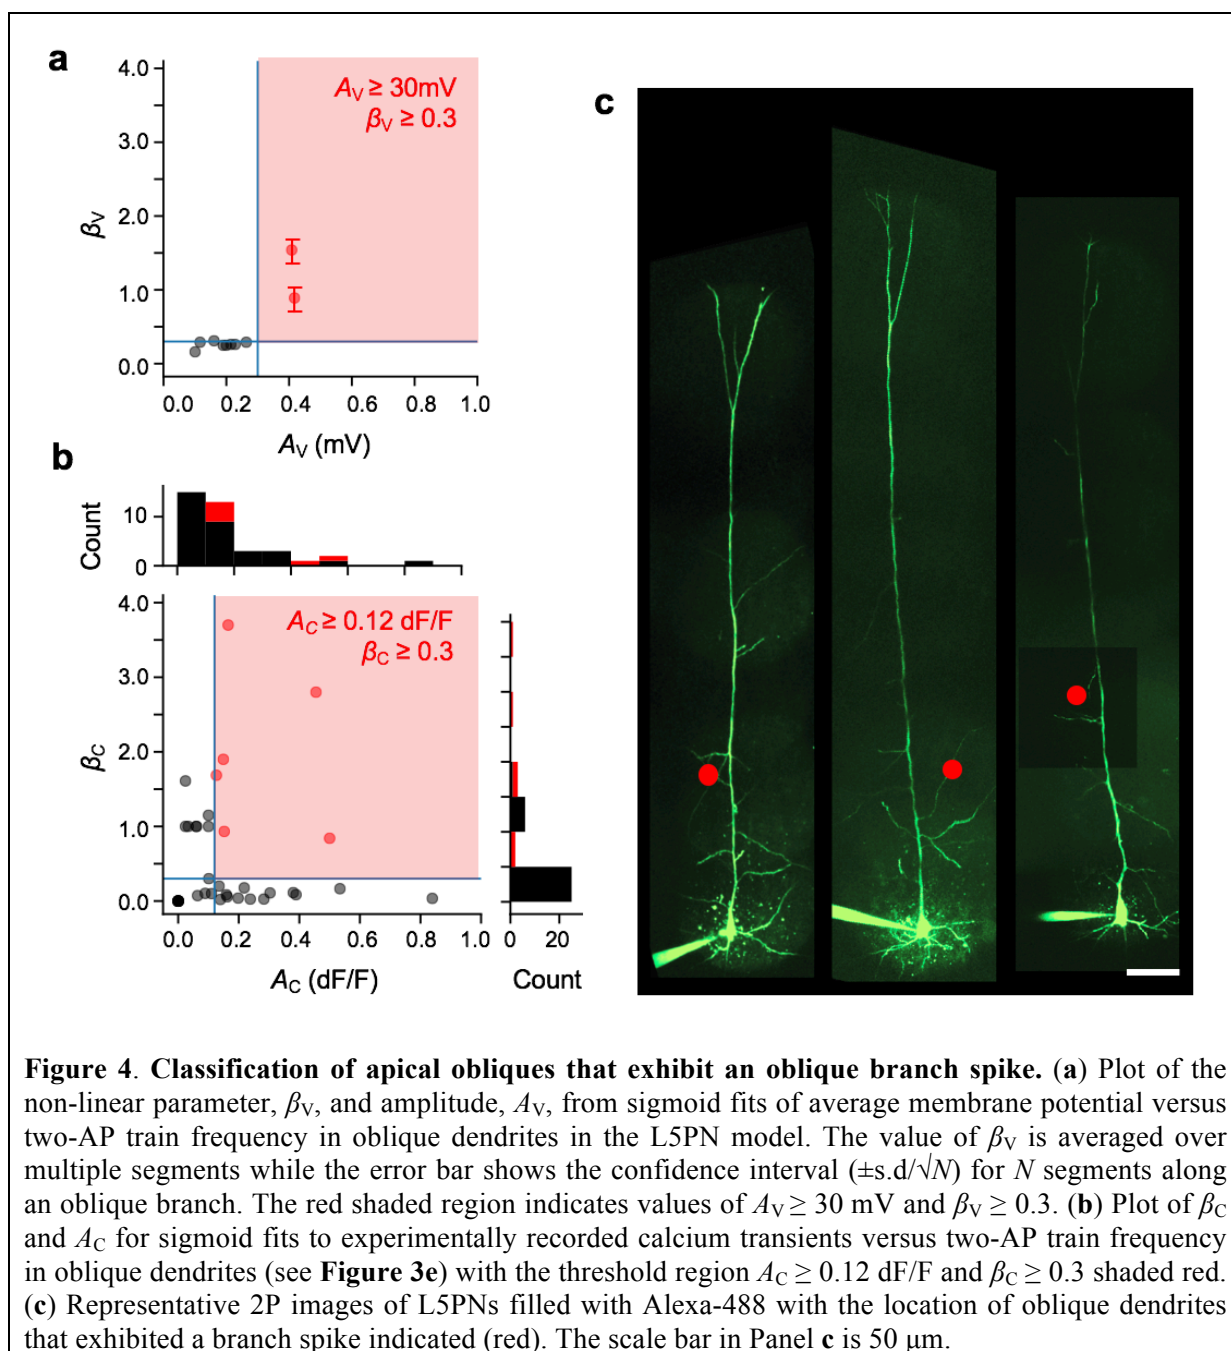 a
4.0
3.0
2.0
1.0
0.0
βV
AV ≥ 30mV
βV ≥ 0.3
0.0 0.2 0.4 0.6 0.8 1.0
AV (mV)
b
Count
10
0
4.0
3.0
2.0
1.0
0.0
βC
AC ≥ 0.12 dF/F
βC ≥ 0.3
0.0 0.2 0.4 0.6 0.8 1.0
AC (dF/F)
0 20
Count
c
Figure 4. Classification of apical obliques that exhibit an oblique branch spike. (a) Plot of the
non-linear parameter, βV, and amplitude, AV, from sigmoid fits of average membrane potential versus
two-AP train frequency in oblique dendrites in the L5PN model. The value of βV is averaged over
multiple segments while the error bar shows the confidence interval (±s.d/√N) for N segments along
an oblique branch. The red shaded region indicates values of AV ≥ 30 mV and βV ≥ 0.3. (b) Plot of βC
and AC for sigmoid fits to experimentally recorded calcium transients versus two-AP train frequency
in oblique dendrites (see Figure 3e) with the threshold region AC ≥ 0.12 dF/F and βC ≥ 0.3 shaded red.
(c) Representative 2P images of L5PNs filled with Alexa-488 with the location of oblique dendrites
that exhibited a branch spike indicated (red). The scale bar in Panel c is 50 μm.